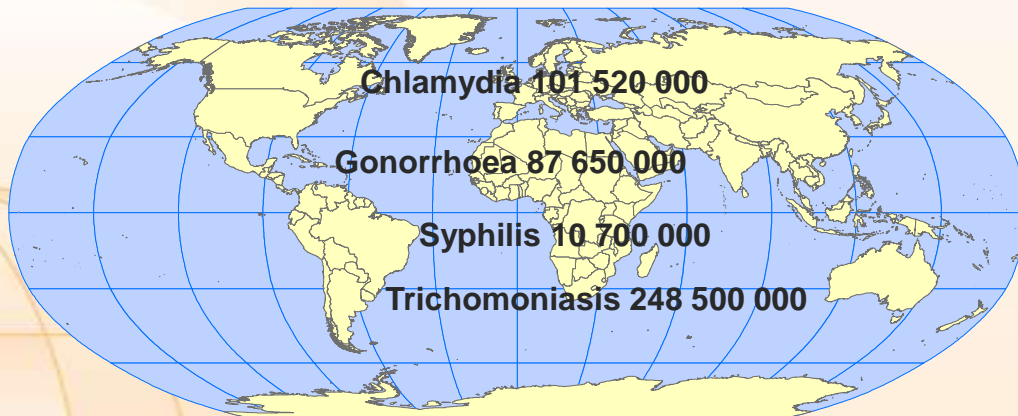 Chlamydia 101 520 000
Gonorrhoea 87 650 000
Syphilis 10 700 000
Trichomoniasis 248 500 000